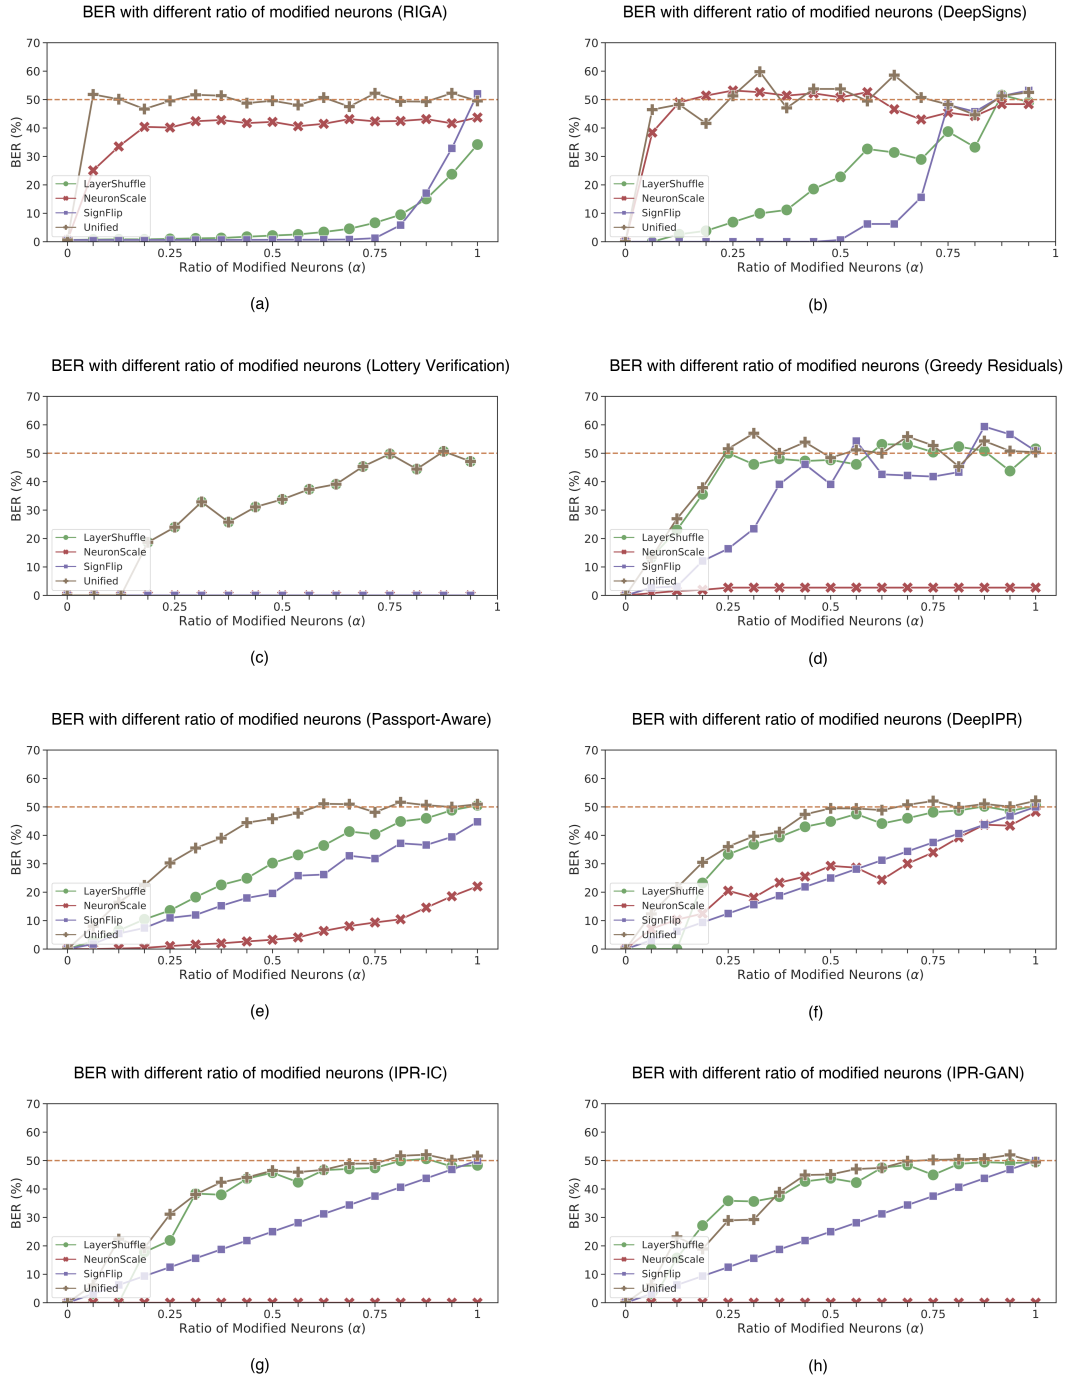 BER with different ratio of modified neurons (RIGA)
70
60
50
40
30
20
10
0
BER (%)
LayerShuffle
NeuronScale
SignFlip
Unified
0 0.25 0.5 0.75 1
Ratio of Modified Neurons (α)
(a)
BER with different ratio of modified neurons (DeepSigns)
70
60
50
40
30
20
10
0
BER (%)
LayerShuffle
NeuronScale
SignFlip
Unified
0 0.25 0.5 0.75 1
Ratio of Modified Neurons (α)
(b)
BER with different ratio of modified neurons (Lottery Verification)
70
60
50
40
30
20
10
0
BER (%)
LayerShuffle
NeuronScale
SignFlip
Unified
0 0.25 0.5 0.75 1
Ratio of Modified Neurons (α)
(c)
BER with different ratio of modified neurons (Greedy Residuals)
70
60
50
40
30
20
10
0
BER (%)
LayerShuffle
NeuronScale
SignFlip
Unified
0 0.25 0.5 0.75 1
Ratio of Modified Neurons (α)
(d)
BER with different ratio of modified neurons (Passport-Aware)
70
60
50
40
30
20
10
0
BER (%)
LayerShuffle
NeuronScale
SignFlip
Unified
0 0.25 0.5 0.75 1
Ratio of Modified Neurons (α)
(e)
BER with different ratio of modified neurons (DeepIPR)
70
60
50
40
30
20
10
0
BER (%)
LayerShuffle
NeuronScale
SignFlip
Unified
0 0.25 0.5 0.75 1
Ratio of Modified Neurons (α)
(f)
BER with different ratio of modified neurons (IPR-IC)
70
60
50
40
30
20
10
0
BER (%)
LayerShuffle
NeuronScale
SignFlip
Unified
0 0.25 0.5 0.75 1
Ratio of Modified Neurons (α)
(g)
BER with different ratio of modified neurons (IPR-GAN)
70
60
50
40
30
20
10
0
BER (%)
LayerShuffle
NeuronScale
SignFlip
Unified
0 0.25 0.5 0.75 1
Ratio of Modified Neurons (α)
(h)